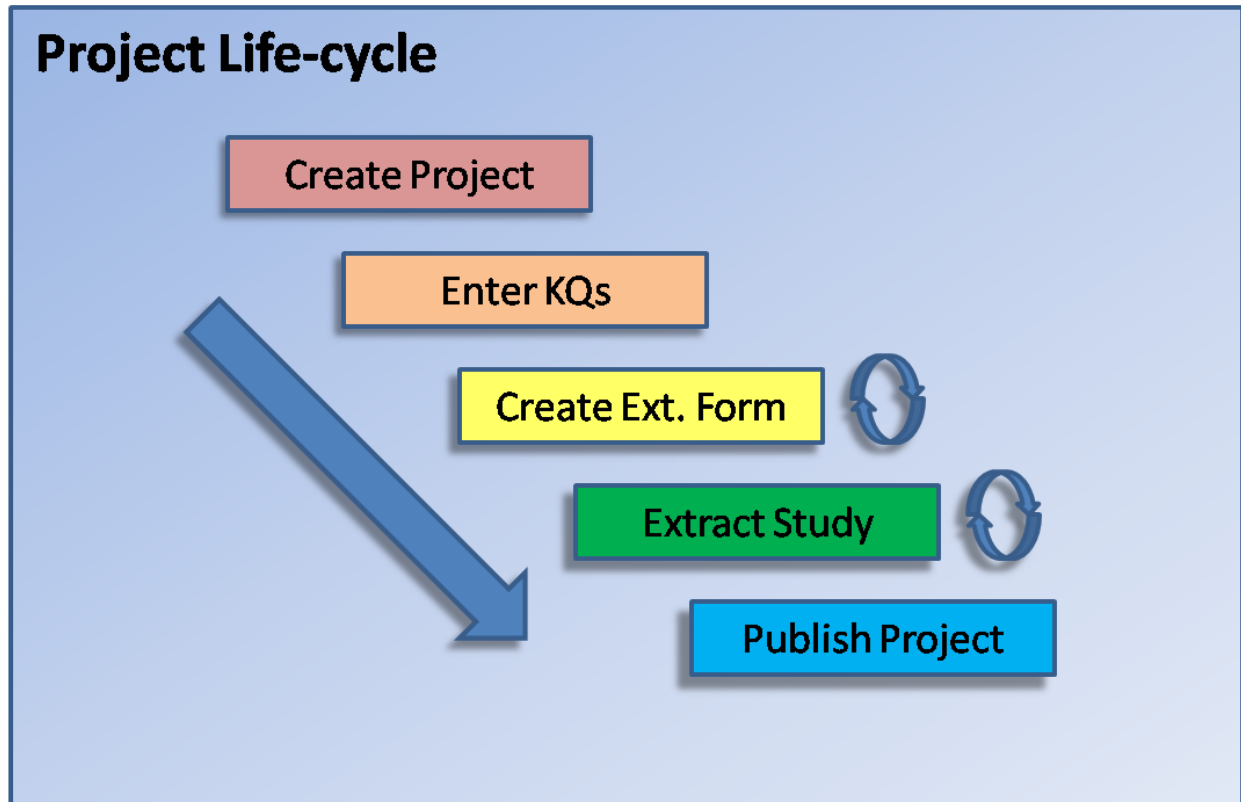 Project Life-cycle
Create Project
Enter KQs
Create Ext. Form
Extract Study
Publish Project